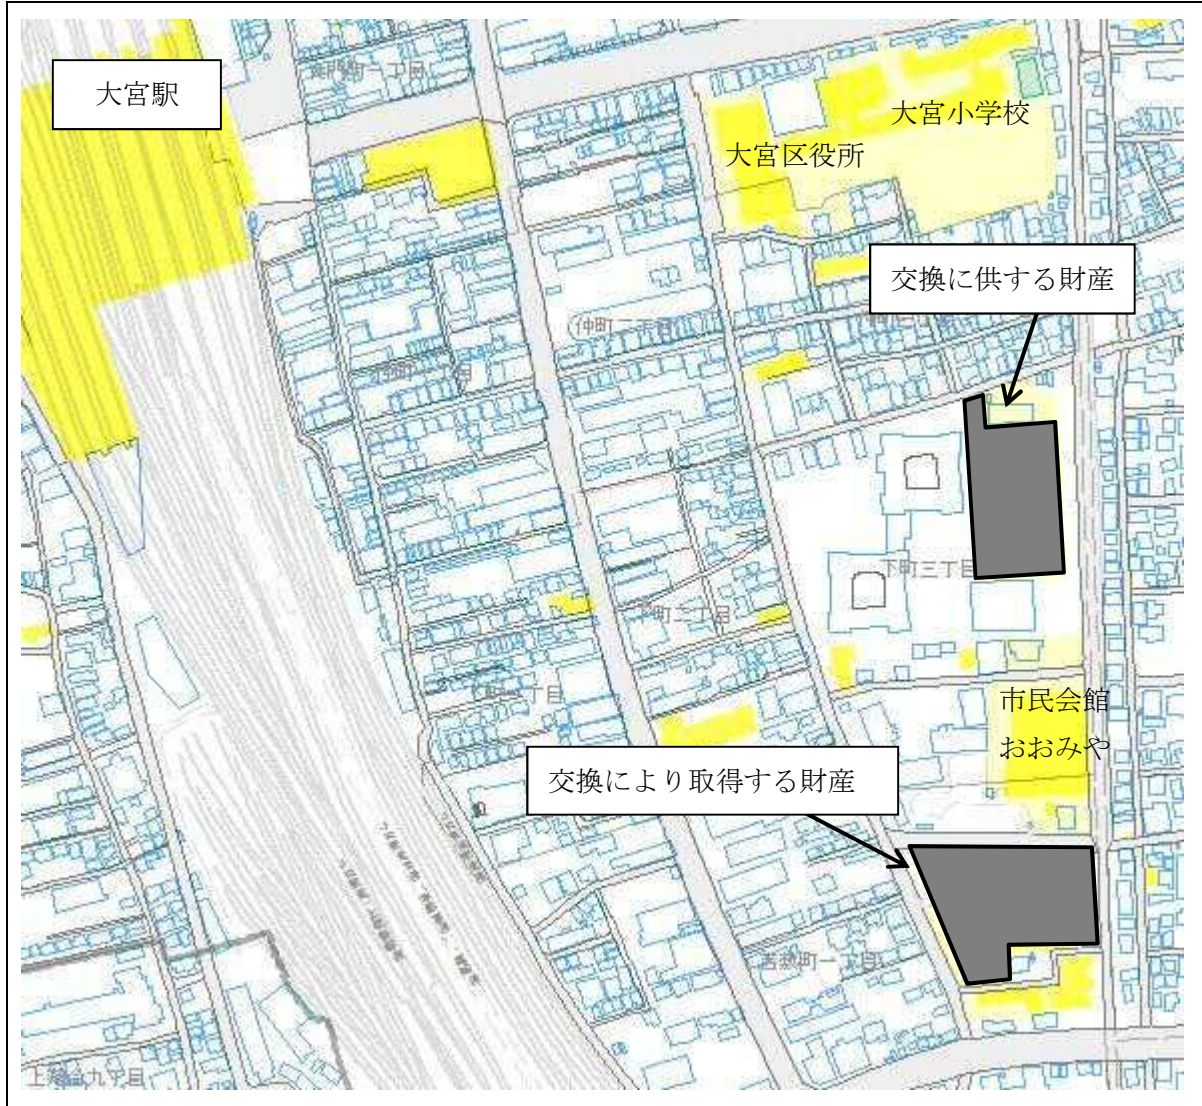 大宮駅
大宮小学校
大宮区役所
交換に供する財産
仲町二丁目
下町三丁目
下町二丁目
市民会館
おおみや
交換により取得する財産
吉敷町一丁目